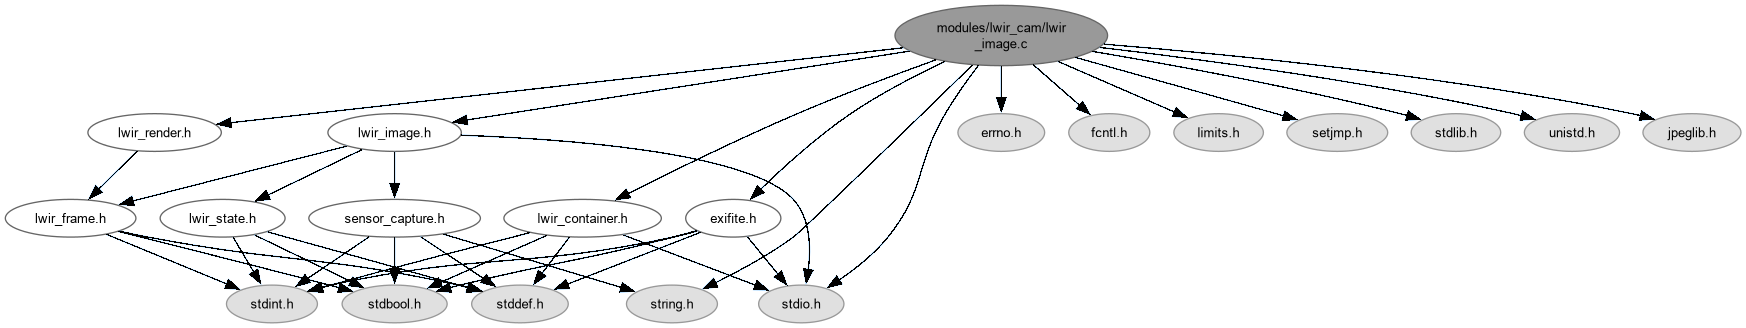 modules/lwir_cam/lwir
_image.c
lwir_render.h
lwir_image.h
errno.h
fcntl.h
limits.h
setjmp.h
stdlib.h
unistd.h
jpeglib.h
lwir_frame.h
lwir_state.h
sensor_capture.h
lwir_container.h
exifite.h
stdint.h
stdbool.h
stddef.h
string.h
stdio.h